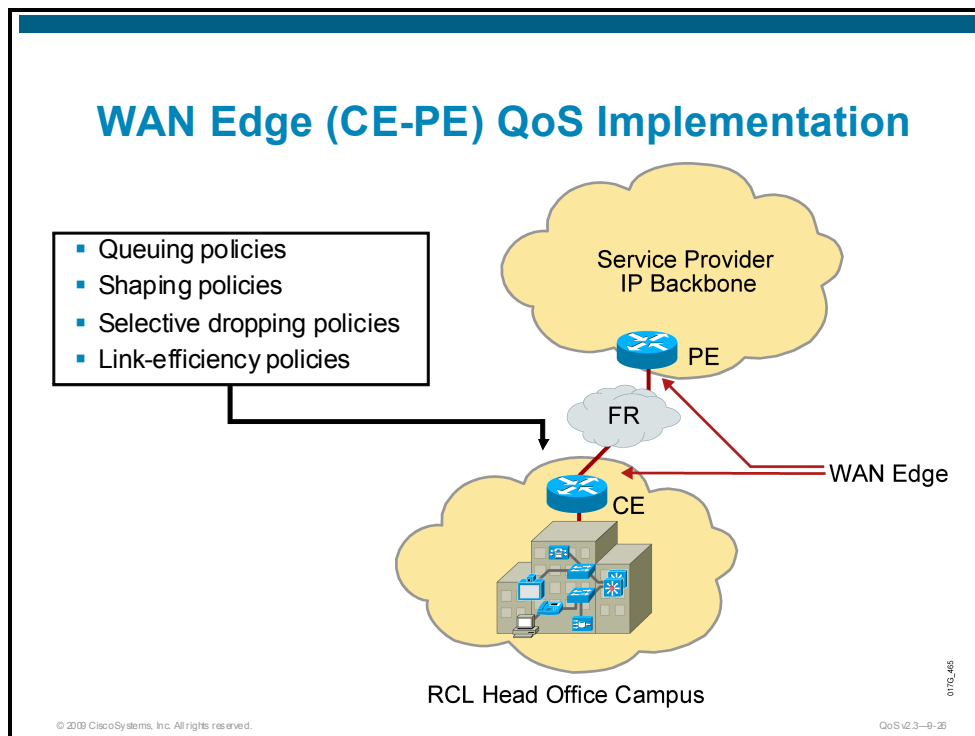 WAN Edge (CE-PE) QoS Implementation
▪ Queuing policies
▪ Shaping policies
▪ Selective dropping policies
▪ Link-efficiency policies
Service Provider
IP Backbone
PE
FR
WAN Edge
CE
RCL Head Office Campus
017G_465
© 2009 Cisco Systems, Inc. All rights reserved.
QoS v2.3—9-26